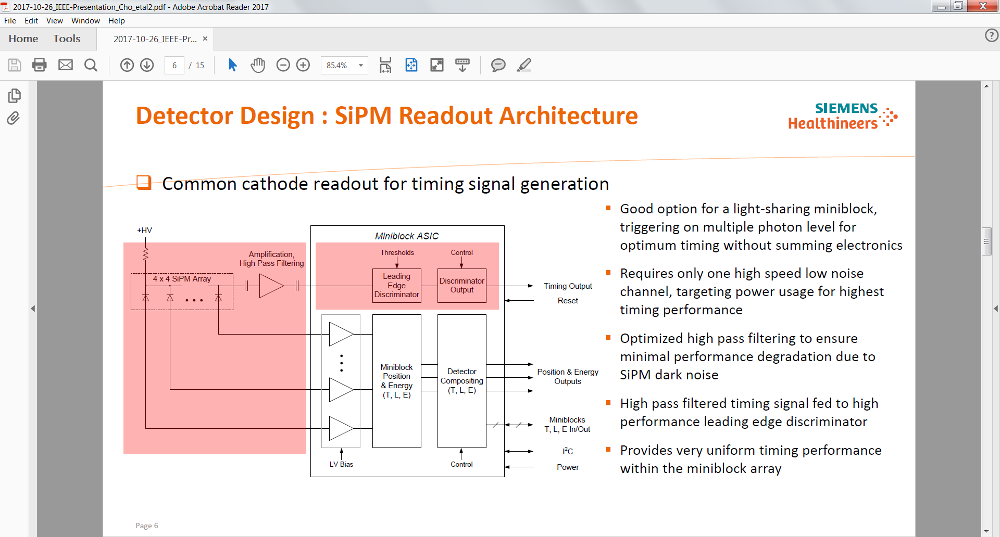 2017-10-26_IEEE-Presentation_Cho_etal2.pdf - Adobe Acrobat Reader 2017
File Edit View Window Help
Home Tools 2017-10-26_IEEE-Pr... ×
6 / 15 85.4%
Detector Design : SiPM Readout Architecture
SIEMENS
Healthineers
Common cathode readout for timing signal generation
+HV
Amplification,
High Pass Filtering
4 x 4 SiPM Array
Miniblock ASIC
Thresholds
Control
Leading
Edge
Discriminator
Discriminator
Output
Timing Output
Reset
Miniblock
Position
& Energy
(T, L, E)
Detector
Compositing
(T, L, E)
Position & Energy
Outputs
Miniblocks
T, L, E In/Out
I²C
Power
LV Bias
Control
Good option for a light-sharing miniblock,
triggering on multiple photon level for
optimum timing without summing electronics
Requires only one high speed low noise
channel, targeting power usage for highest
timing performance
Optimized high pass filtering to ensure
minimal performance degradation due to
SiPM dark noise
High pass filtered timing signal fed to high
performance leading edge discriminator
Provides very uniform timing performance
within the miniblock array
Page 6